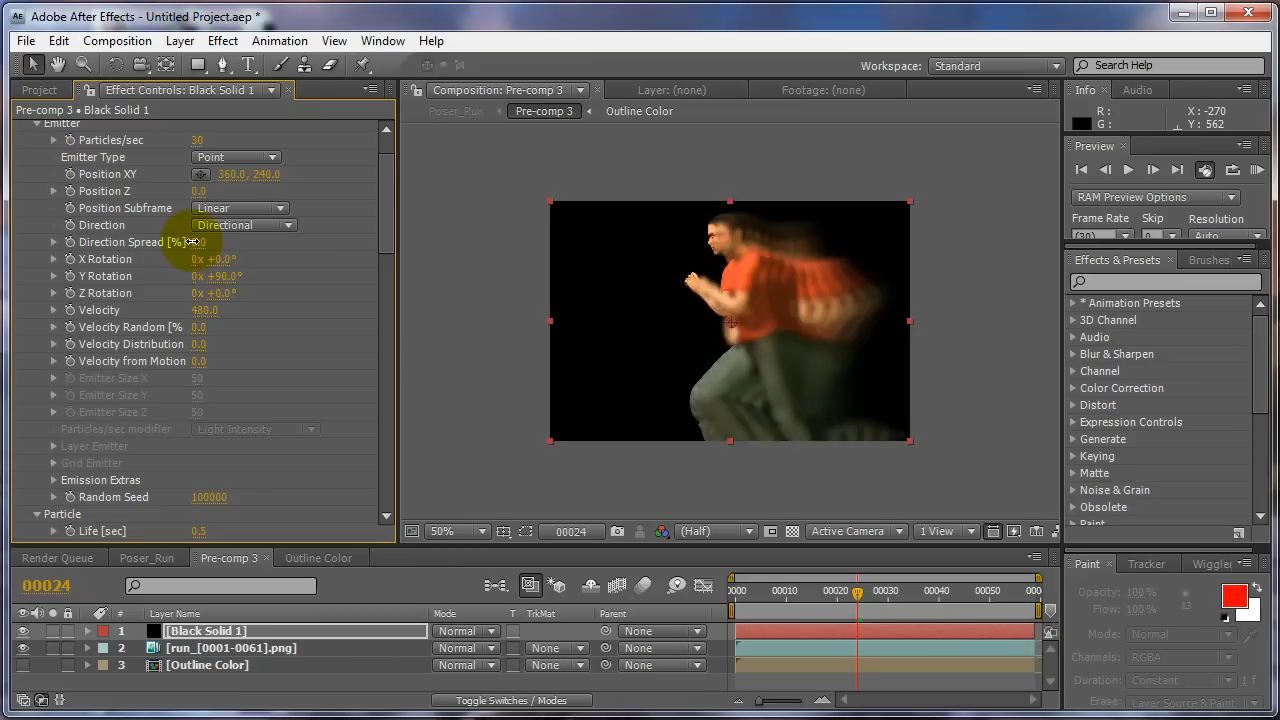 Adobe After Effects - Untitled Project.aep *
File Edit Composition Layer Effect Animation View Window Help
Workspace: Standard Search Help
Project Effect Controls: Black Solid 1 Composition: Pre-comp 3 Layer: (none) Footage: (none) Info Audio
Pre-comp 3 • Black Solid 1 Poser_Run Pre-comp 3 Outline Color R: X: -270
G: Y: 562
Emitter
Particles/sec 30
Preview
Emitter Type Point
Position XY 360.0, 240.0
Position Z 0.0
RAM Preview Options
Position Subframe Linear
Frame Rate Skip Resolution
Direction Directional
(30) Auto
Direction Spread [%]
X Rotation 0x +0.0°
Effects & Presets Brushes
Y Rotation 0x +90.0°
Z Rotation 0x +0.0°
* Animation Presets
Velocity 480.0
3D Channel
Velocity Random [% 0.0
Audio
Velocity Distribution 0.0
Blur & Sharpen
Velocity from Motion 0.0
Channel
Emitter Size X 50
Color Correction
Emitter Size Y 50
Distort
Emitter Size Z 50
Expression Controls
Particles/sec modifier Light Intensity
Generate
Layer Emitter
Keying
Grid Emitter
Matte
Emission Extras
Noise & Grain
Random Seed 100000
Obsolete
Particle
Paint
Life [sec] 0.5
50% 00024 (Half) Active Camera 1 View
Render Queue Poser_Run Pre-comp 3 Outline Color
Paint Tracker Wiggler
00024
0000 00010 00020 00030 00040 00050 000
Opacity: 100 %
Flow: 100 %
13
# Layer Name Mode T TrkMat Parent
1 [Black Solid 1] Normal None
Mode: Normal
2 run_[0001-0061].png] Normal None None
Channels: RGBA
3 [Outline Color] Normal None None
Duration: Constant 1 f
Toggle Switches / Modes
Erase: Layer Source & Paint